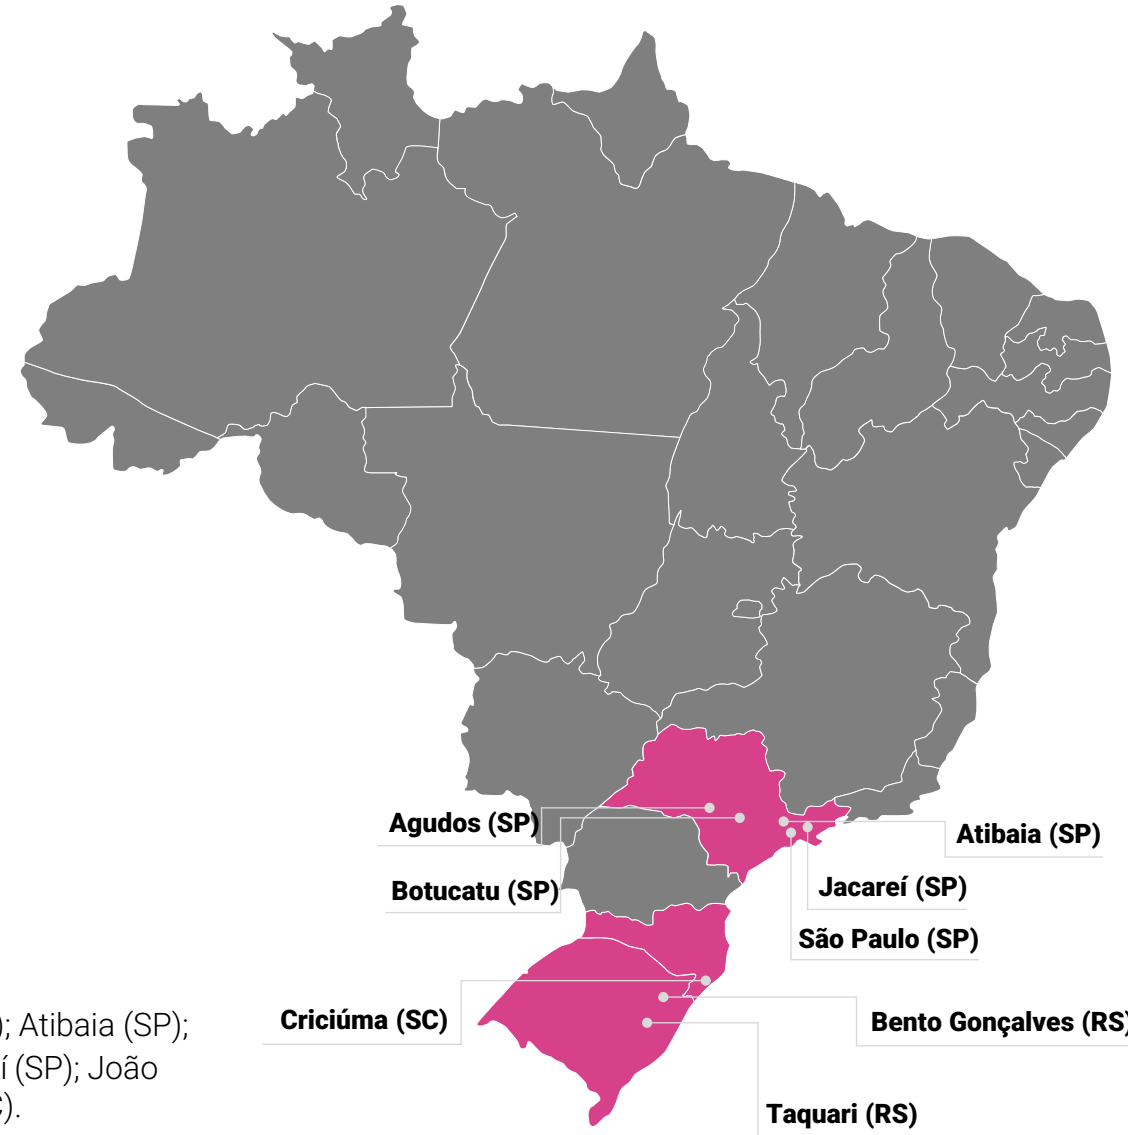 Agudos (SP)
Atibaia (SP)
Botucatu (SP)
Jacareí (SP)
São Paulo (SP)
Criciúma (SC)
Bento Gonçalves (RS)
Taquari (RS)
; Atibaia (SP);
(SP); João